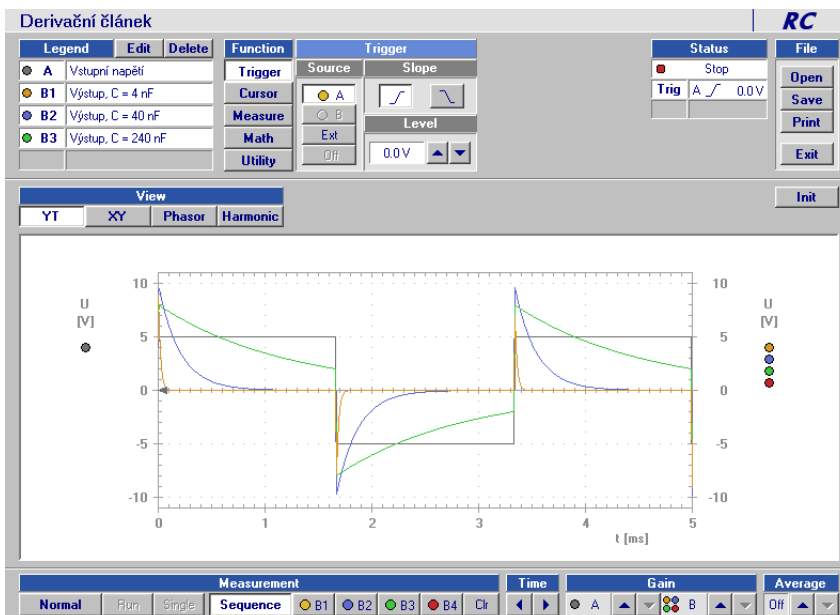 Derivační článek RC
Legend Edit Delete Function Trigger Status File
A Vstupní napětí Trigger Source Slope Stop Open
B1 Výstup, C = 4 nF Cursor A Trig A 0.0 V Save
B2 Výstup, C = 40 nF Measure B Level Print
B3 Výstup, C = 240 nF Math Ext 0.0 V
Utility Off Exit
View Init
YT XY Phasor Harmonic
10 10
U U
[V] [V]
5 5
0 0
-5 -5
-10 -10
0 1 2 3 4 5
t [ms]
Measurement Time Gain Average
Normal Run Single Sequence B1 B2 B3 B4 Clr A B Off